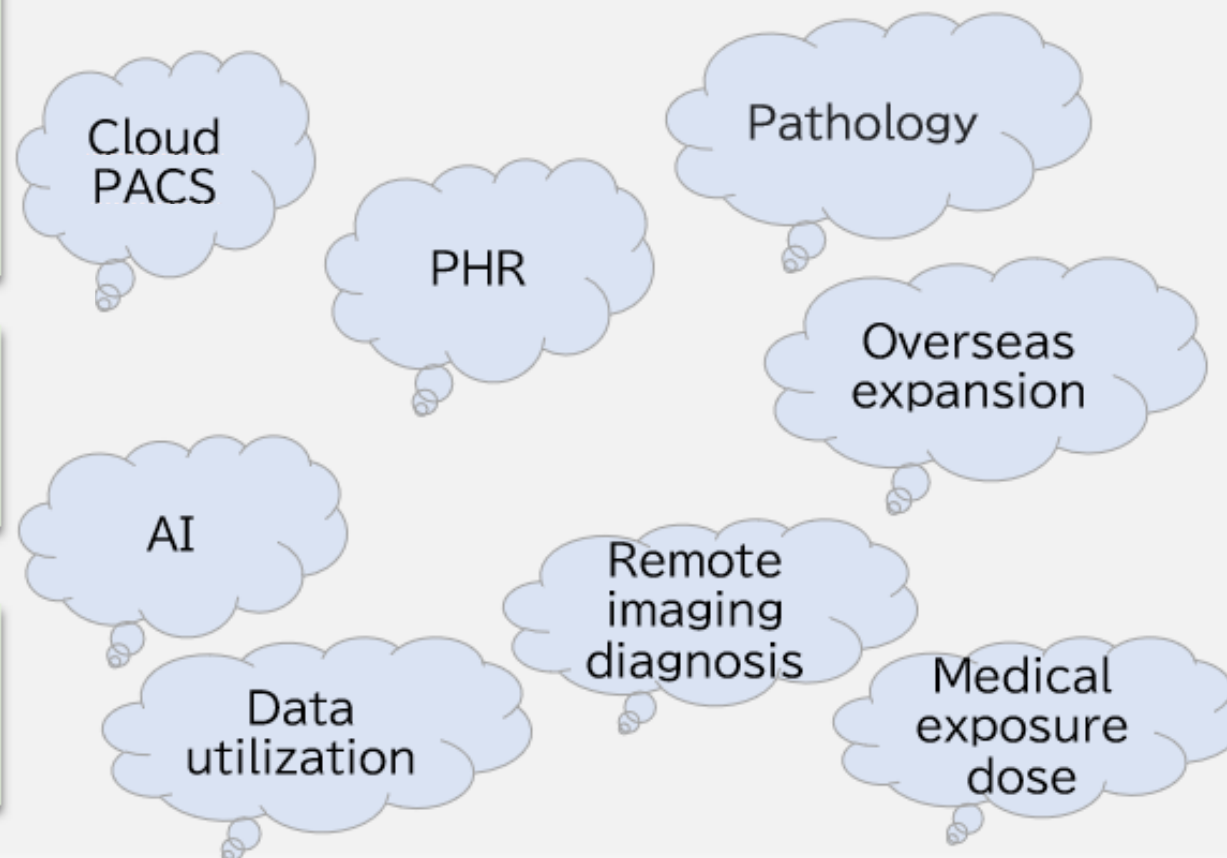 Cloud
PACS
Pathology
PHR
Overseas
expansion
AI
Remote
imaging
diagnosis
Data
utilization
Medical
exposure
dose